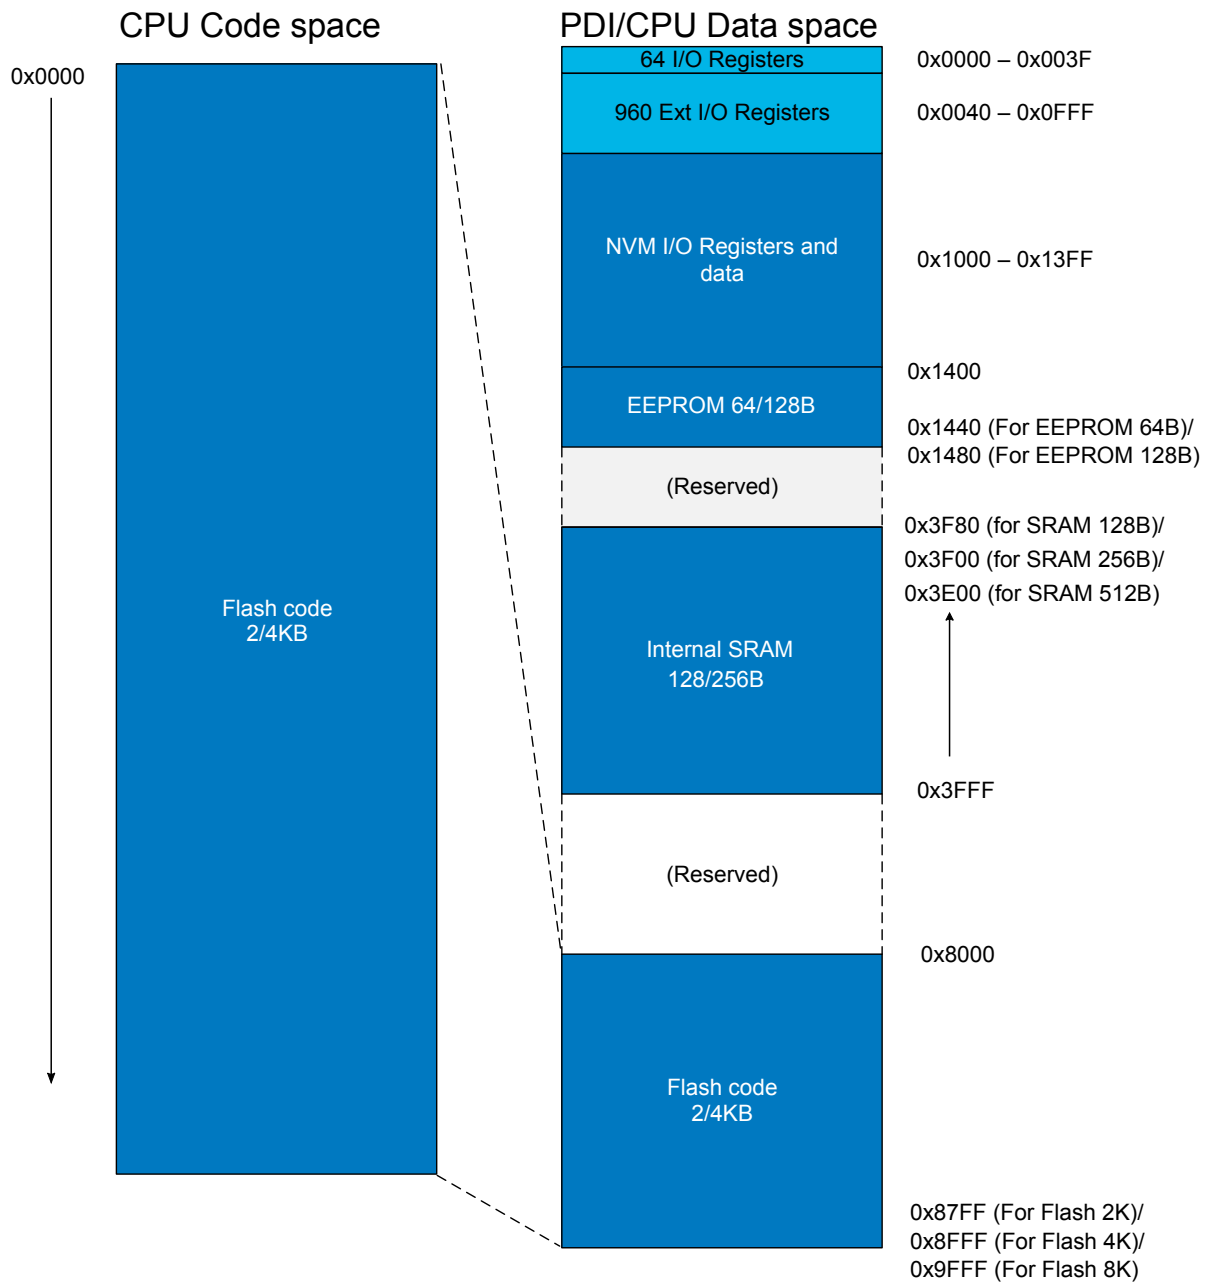 CPU Code space
PDI/CPU Data space
0x0000
64 I/O Registers
0x0000 – 0x003F
960 Ext I/O Registers
0x0040 – 0x0FFF
NVM I/O Registers and
data
0x1000 – 0x13FF
0x1400
EEPROM 64/128B
0x1440 (For EEPROM 64B)/
0x1480 (For EEPROM 128B)
(Reserved)
0x3F80 (for SRAM 128B)/
0x3F00 (for SRAM 256B)/
0x3E00 (for SRAM 512B)
Flash code
2/4KB
Internal SRAM
128/256B
0x3FFF
(Reserved)
0x8000
Flash code
2/4KB
0x87FF (For Flash 2K)/
0x8FFF (For Flash 4K)/
0x9FFF (For Flash 8K)